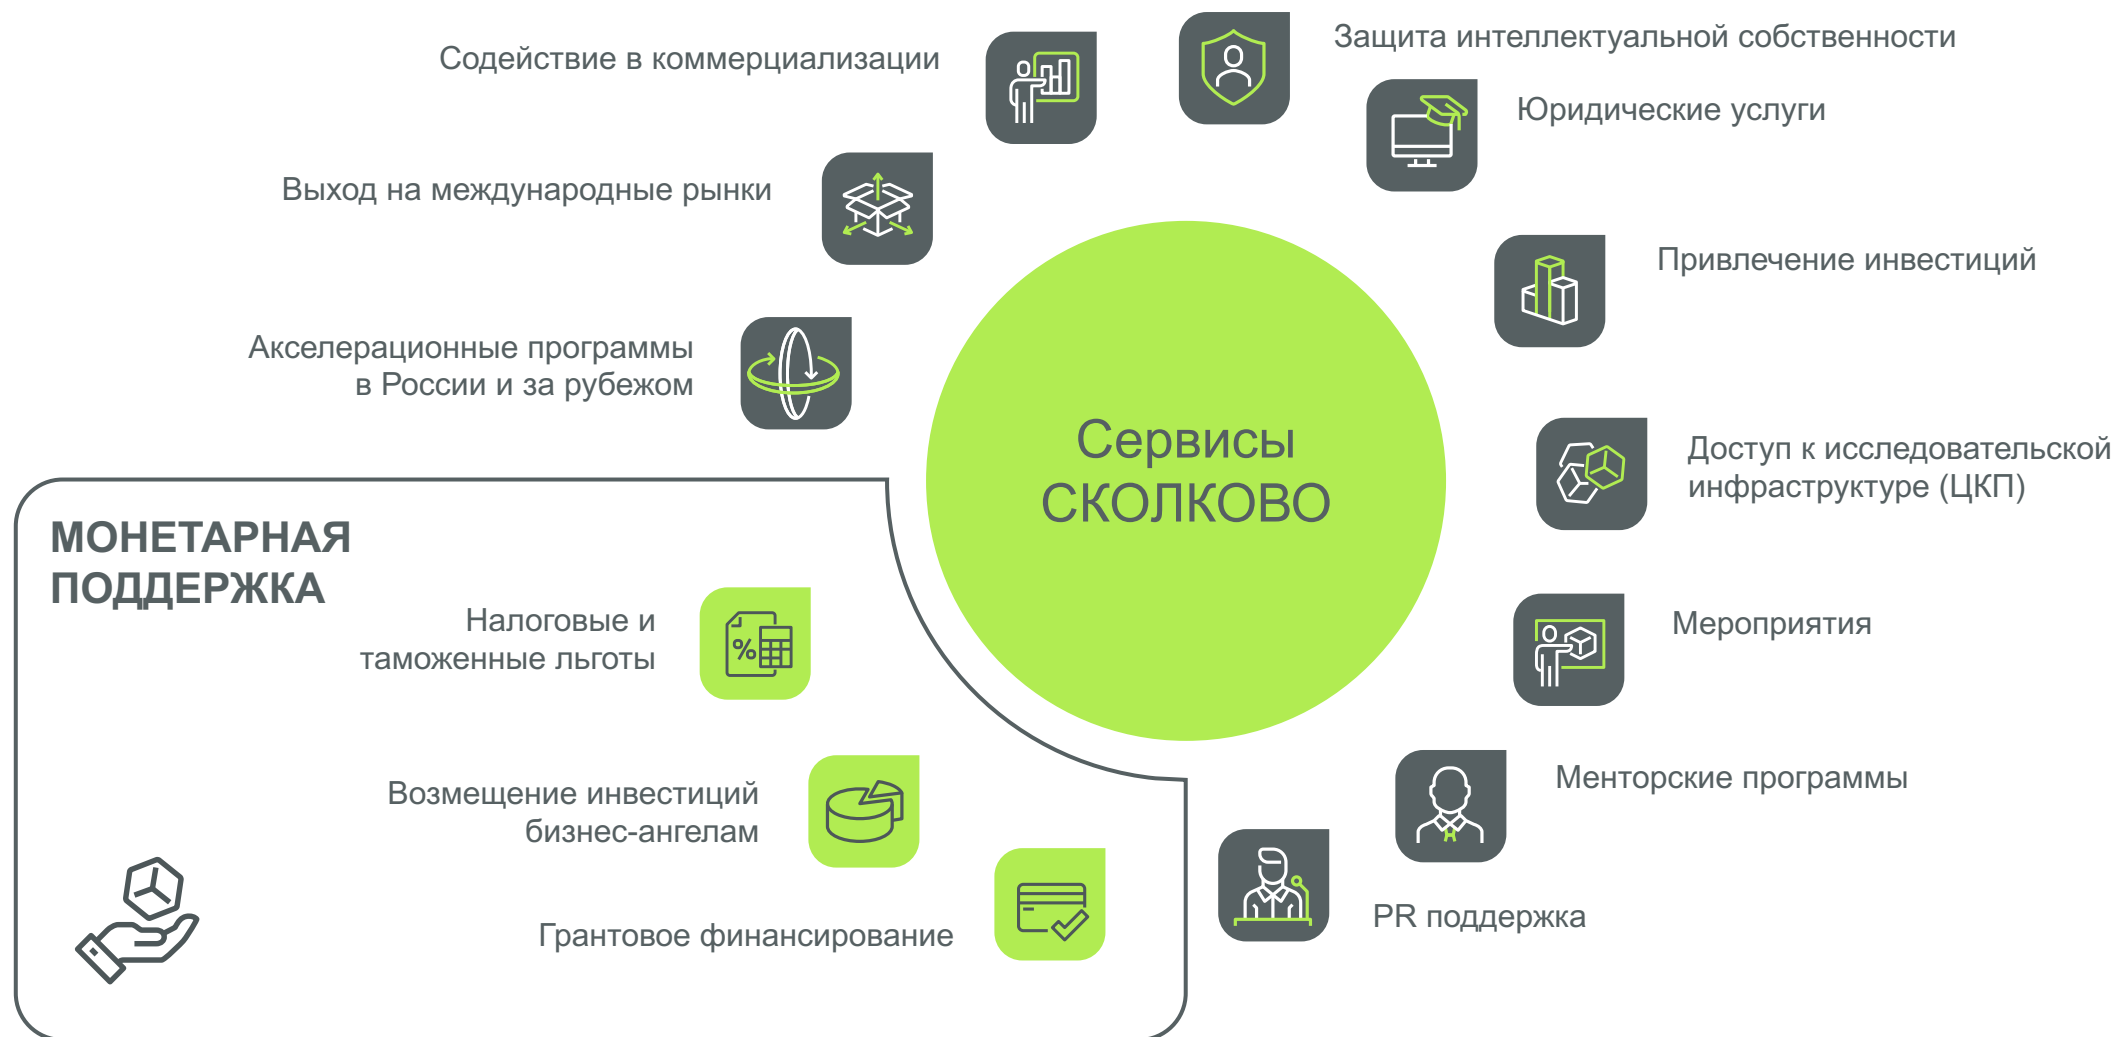 Содействие в коммерциализации
Защита интеллектуальной собственности
Юридические услуги
Выход на международные рынки
Привлечение инвестиций
Акселерационные программы
в России и за рубежом
Сервисы
СКОЛКОВО
Доступ к исследовательской
инфраструктуре (ЦКП)
МОНЕТАРНАЯ
ПОДДЕРЖКА
Налоговые и
таможенные льготы
%
Мероприятия
Возмещение инвестиций
бизнес-ангелам
Менторские программы
Грантовое финансирование
PR поддержка